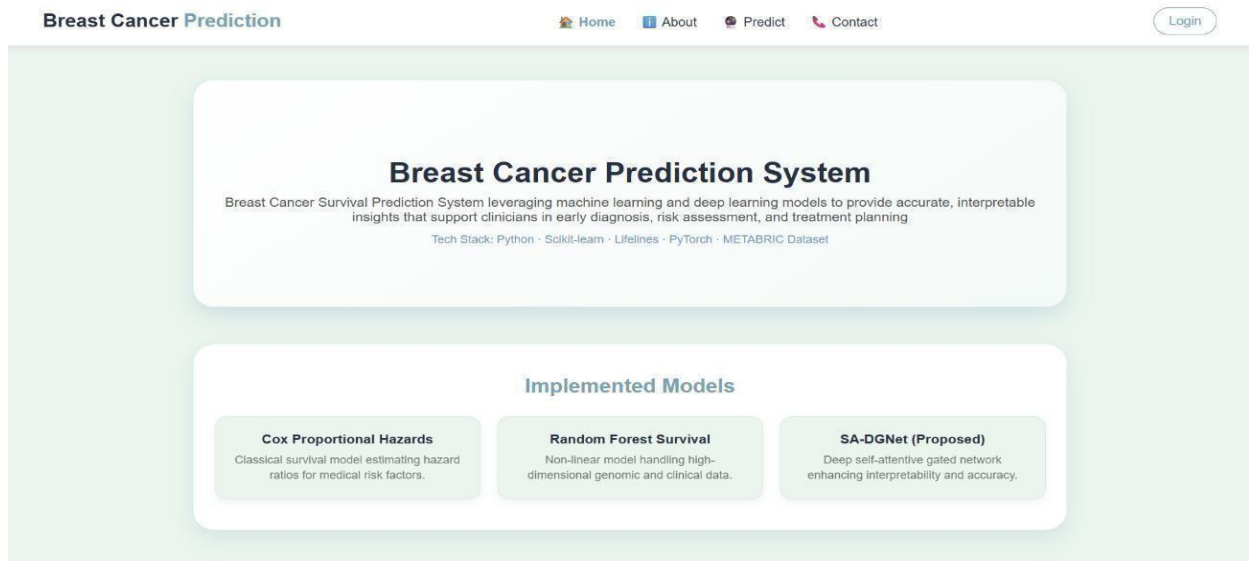 Breast Cancer Prediction
Home
About
Predict
Contact
Login
Breast Cancer Prediction System
Breast Cancer Survival Prediction System leveraging machine learning and deep learning models to provide accurate, interpretable
insights that support clinicians in early diagnosis, risk assessment, and treatment planning
Tech Stack: Python · Scikit-learn · Lifelines · PyTorch · METABRIC Dataset
Implemented Models
Cox Proportional Hazards
Classical survival model estimating hazard
ratios for medical risk factors.
Random Forest Survival
Non-linear model handling high-
dimensional genomic and clinical data.
SA-DGNet (Proposed)
Deep self-attentive gated network
enhancing interpretability and accuracy.